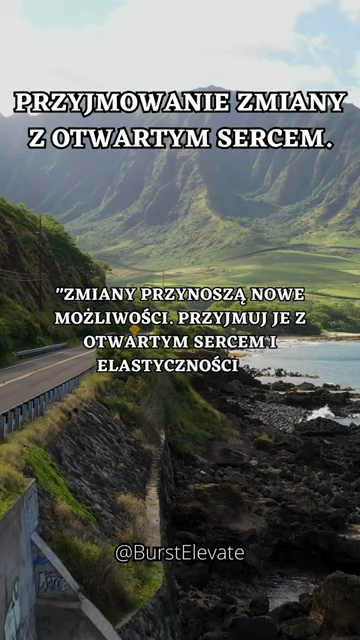 PRZYJMOWANIE ZMIANY
Z OTWARTYM SERCEM.
"ZMIANY PRZYNOSZĄ NOWE
MOŻLIWOŚCI. PRZYJMUJ JE Z
OTWARTYM SERCEM I
ELASTYCZNOŚCI
@BurstElevate